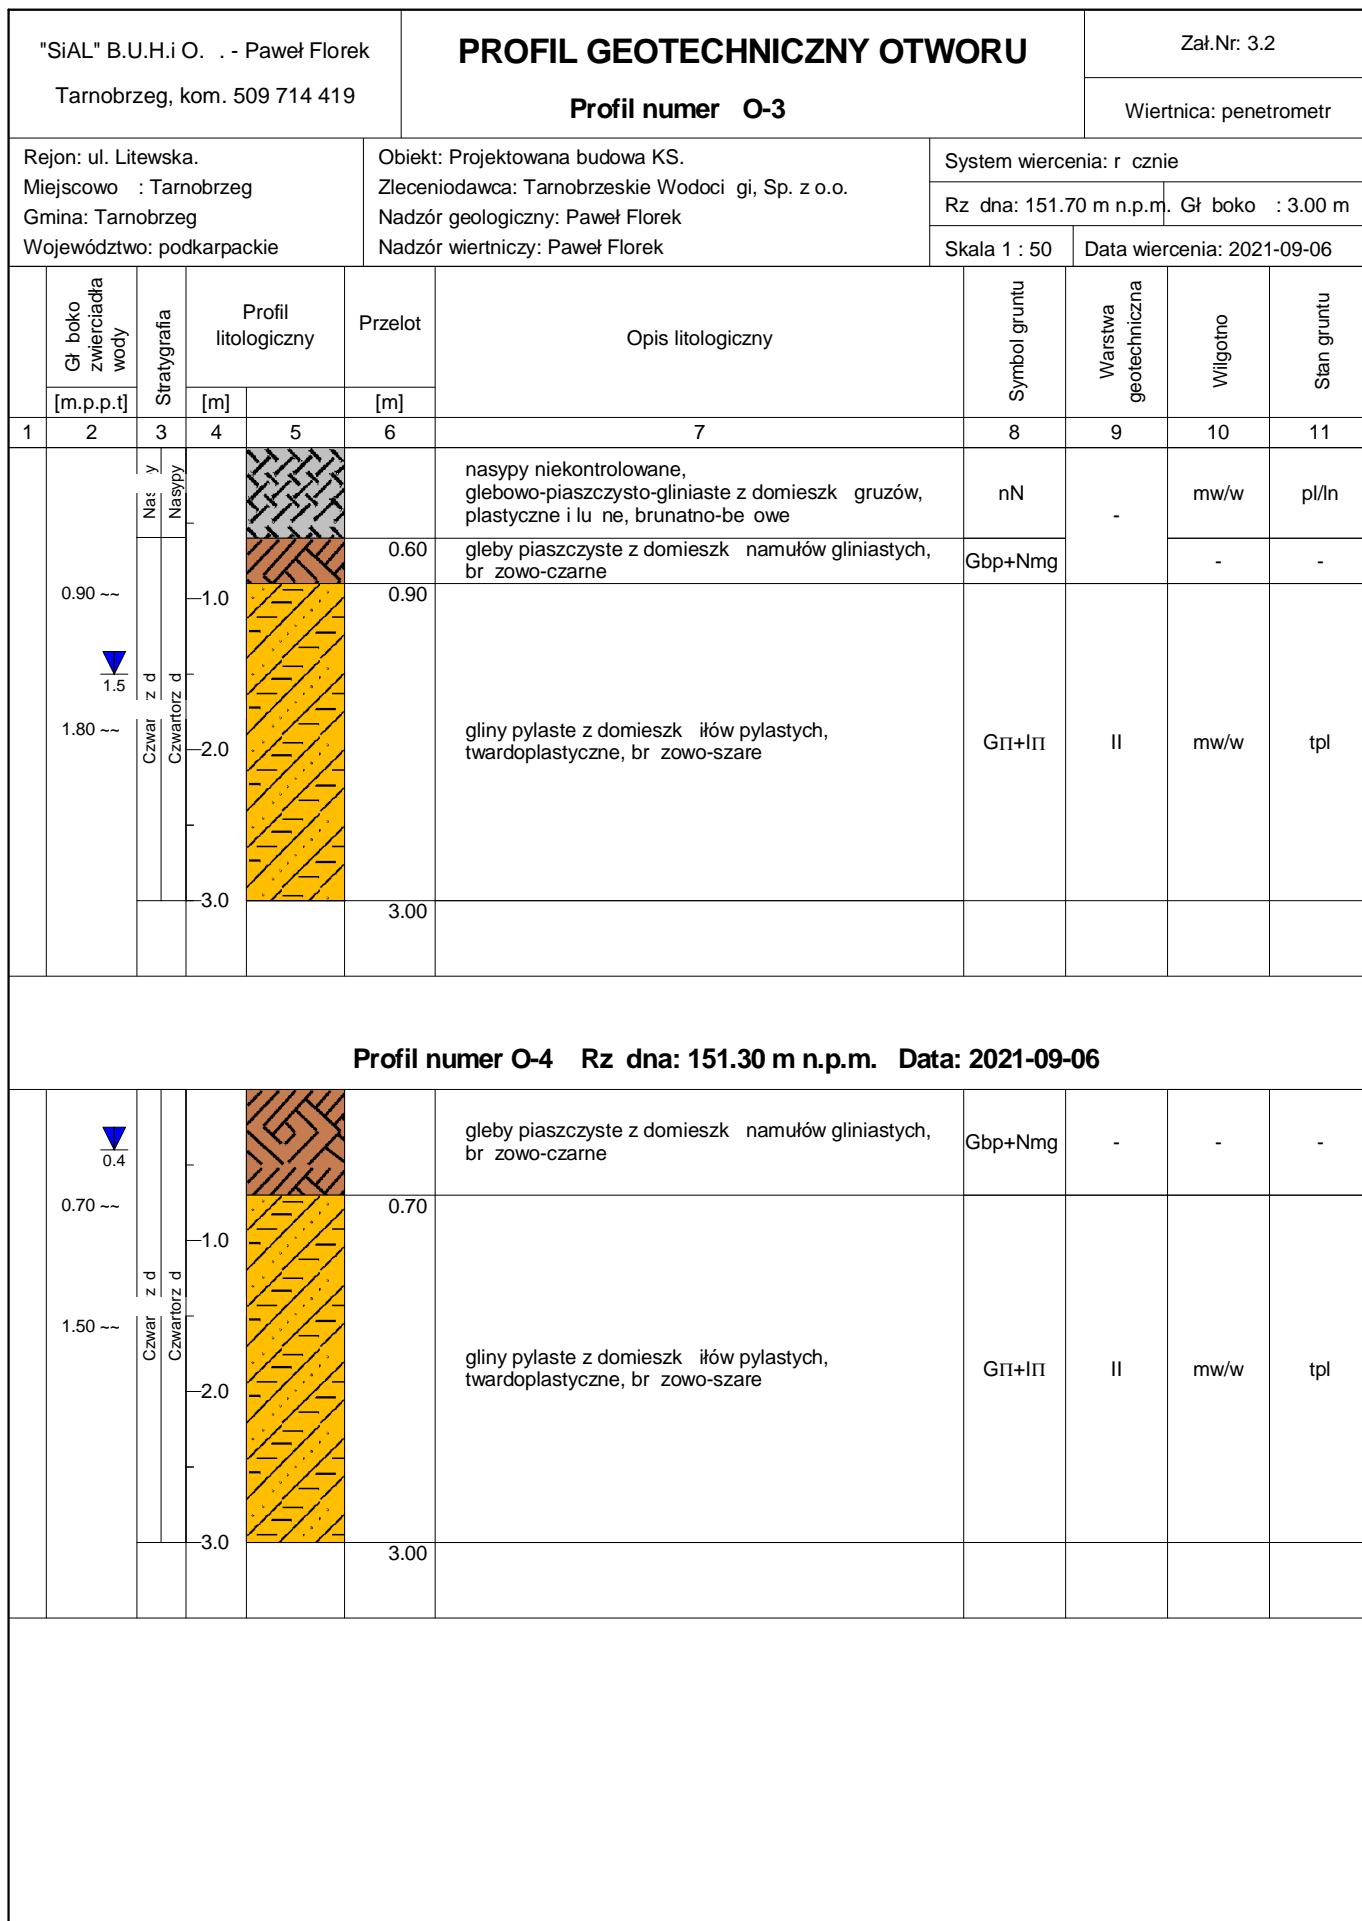 "SiAL" B.U.H.i O. . - Paweł Florek
Tarnobrzeg, kom. 509 714 419
PROFIL GEOTECHNICZNY OTWORU
Profil numer O-3
Zał.Nr: 3.2
Wiertnica: penetrometr
Rejon: ul. Litewska.
Miejscowo : Tarnobrzeg
Gmina: Tarnobrzeg
Województwo: podkarpackie
Obiekt: Projektowana budowa KS.
Zleceniodawca: Tarnobrzeskie Wodoci gi, Sp. z o.o.
Nadzór geologiczny: Paweł Florek
Nadzór wiertniczy: Paweł Florek
System wiercenia: r cznie
Rz dna: 151.70 m n.p.m. Gł boko : 3.00 m
Skala 1 : 50 Data wiercenia: 2021-09-06
Gł boko
zwierciadła
wody
[m.p.p.t]
Stratygrafia
Profil
litologiczny
[m]
Przelot
[m]
Opis litologiczny
Symbol gruntu
Warstwa
geotechniczna
Wilgotno
Stan gruntu
1 2 3 4 5 6 7 8 9 10 11
Nas y
Nasypy
nasypy niekontrolowane,
glebowo-piaszczysto-gliniaste z domieszk gruzów,
plastyczne i lu ne, brunatno-be owe
nN - mw/w pl/ln
0.60
gleby piaszczyste z domieszk namułów gliniastych,
br zowo-czarne
Gbp+Nmg - -
0.90 ~~
1.0
0.90
1.5
1.80 ~~
Czwar z d
Czwartorz d
2.0
gliny pylaste z domieszk iłów pylastych,
twardoplastyczne, br zowo-szare
GΠ+IΠ II mw/w tpl
3.0
3.00
Profil numer O-4 Rz dna: 151.30 m n.p.m. Data: 2021-09-06
0.4
gleby piaszczyste z domieszk namułów gliniastych,
br zowo-czarne
Gbp+Nmg - - -
0.70 ~~
0.70
1.0
1.50 ~~
Czwar z d
Czwartorz d
2.0
gliny pylaste z domieszk iłów pylastych,
twardoplastyczne, br zowo-szare
GΠ+IΠ II mw/w tpl
3.0
3.00